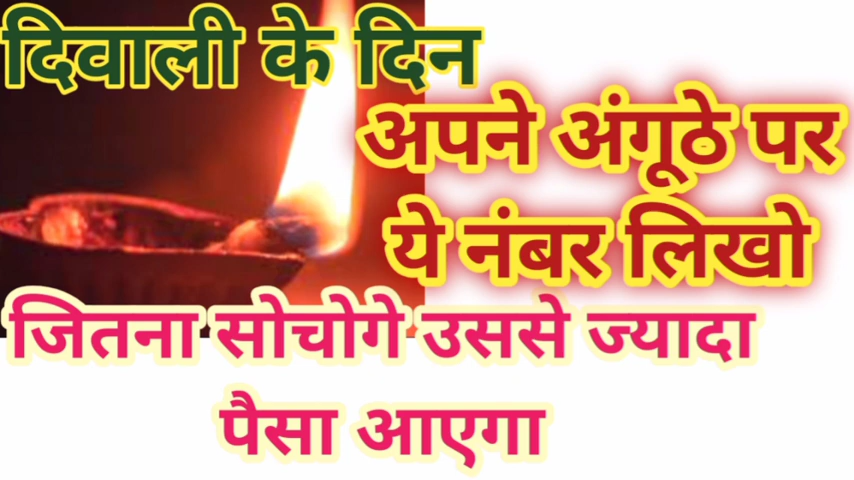 दिवाली के दिन
अपने अंगूठे पर
ये नंबर लिखो
जितना सोचोगे उससे ज्यादा
पैसा आएगा